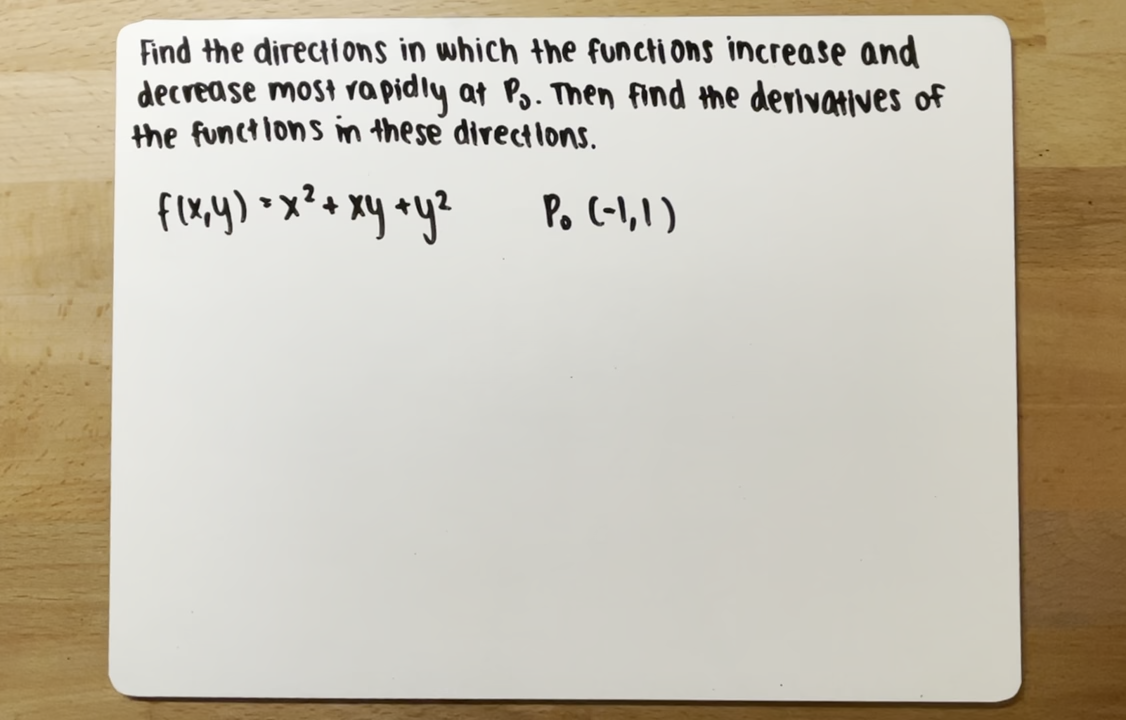 Find the directions in which the functions increase and
decrease most rapidly at P₀. Then find the derivatives of
the functions in these directions.
f(x,y) = x² + xy + y² P₀ (-1,1)